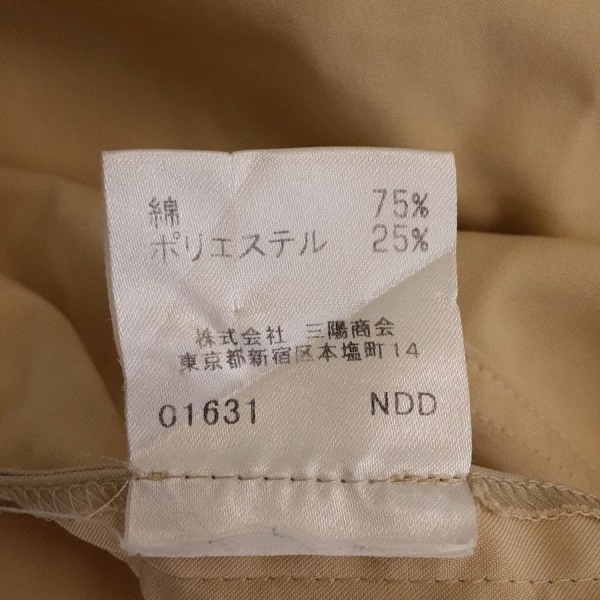 綿 75%
ポリエステル 25%
株式会社 三陽商会
東京都新宿区本塩町14
01631 NDD